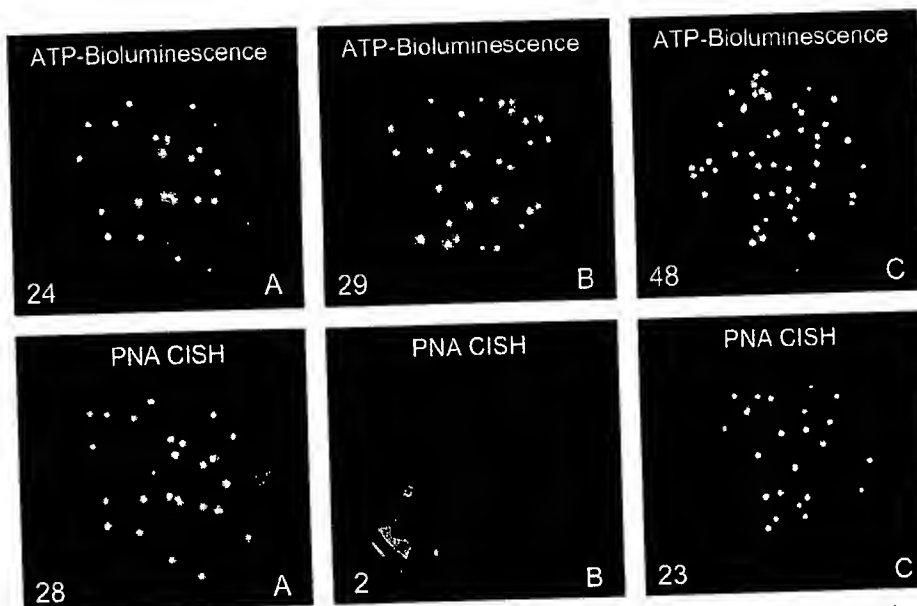 ATP-Bioluminescence
24 A
ATP-Bioluminescence
29 B
ATP-Bioluminescence
48 C
PNA CISH
28 A
PNA CISH
2 B
PNA CISH
23 C